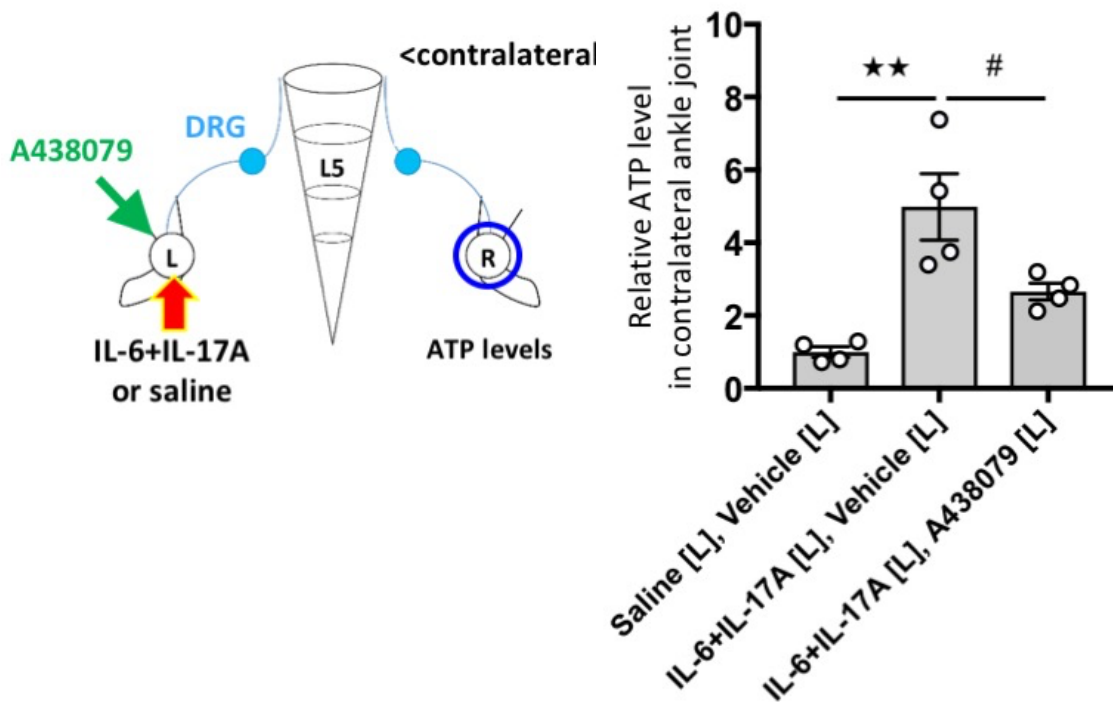 <contralateral
DRG
A438079
L5
L
R
IL-6+IL-17A
or saline
ATP levels
Relative ATP level
in contralateral ankle joint
10
8
6
4
2
0
★★
#
Saline [L], Vehicle [L]
IL-6+IL-17A [L], Vehicle [L]
IL-6+IL-17A [L], A438079 [L]